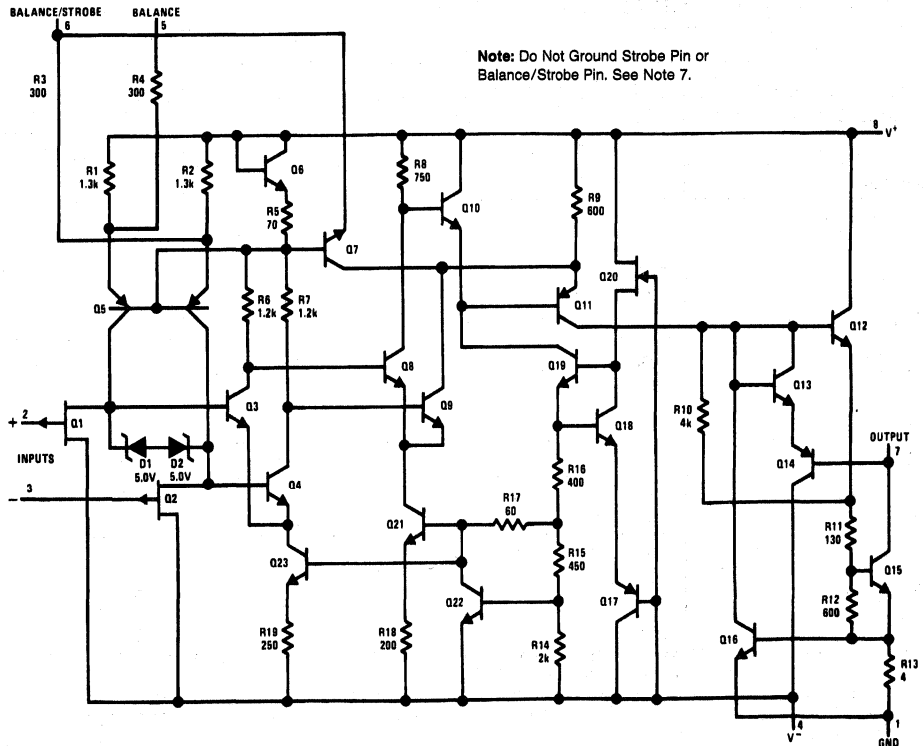 BALANCE/STROBE
6
BALANCE
5
Note: Do Not Ground Strobe Pin or
Balance/Strobe Pin. See Note 7.
R3
300
R4
300
8
V+
R1
1.3k
R2
1.3k
Q6
R5
70
R8
750
Q10
R9
600
Q7
Q20
Q5
R6
1.2k
R7
1.2k
Q11
Q12
Q8
Q19
Q13
Q3
Q9
R10
4k
Q18
OUTPUT
7
+
2
Q1
INPUTS
D1
5.0V
D2
5.0V
Q14
R16
400
−
3
Q2
Q4
R17
60
R11
130
Q21
Q15
R15
450
Q23
Q22
Q17
R12
600
Q16
R19
250
R18
200
R14
2k
R13
4
4
V−
1
GND